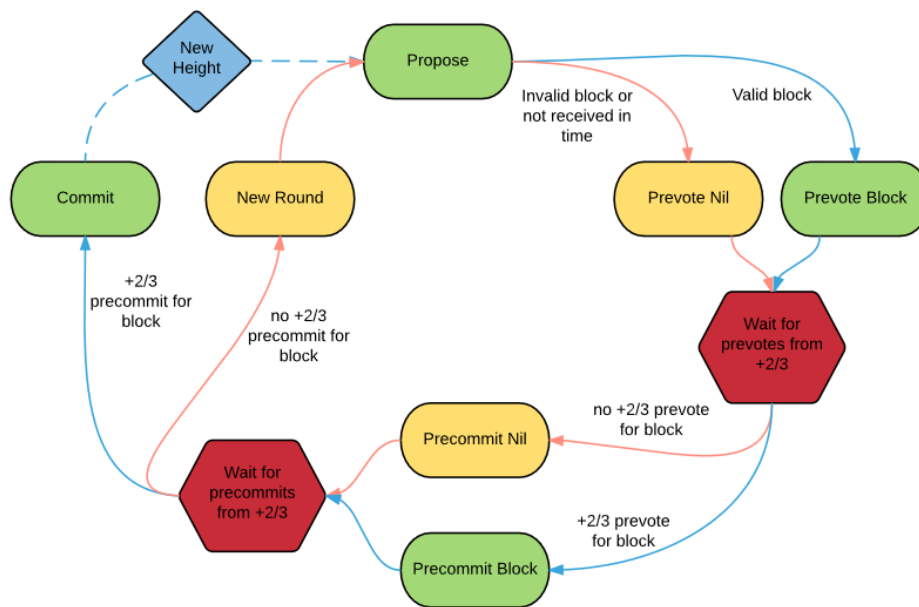 New
Height
Propose
Invalid block or
not received in
time
Valid block
Commit
New Round
Prevote Nil
Prevote Block
+2/3
precommit for
block
no +2/3
precommit for
block
Wait for
prevotes from
+2/3
no +2/3 prevote
for block
Precommit Nil
Wait for
precommits
from +2/3
+2/3 prevote
for block
Precommit Block